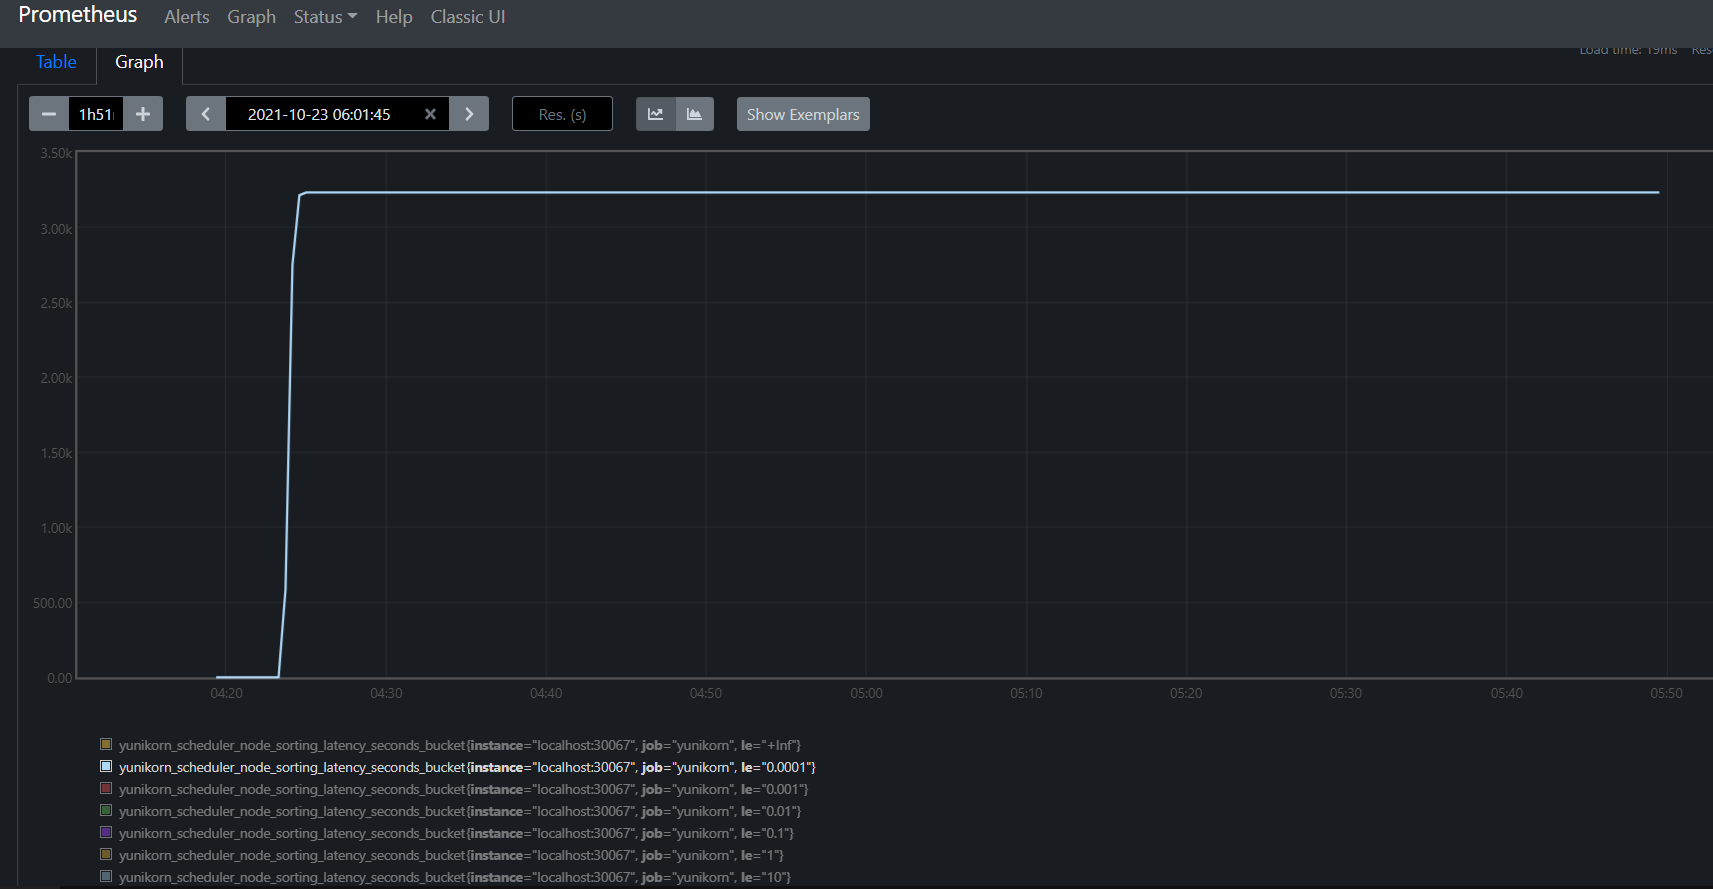 Prometheus Alerts Graph Status Help Classic UI
Load time: 19ms Res
Table Graph
1h51 2021-10-23 06:01:45 Res. (s) Show Exemplars
3.50k
3.00k
2.50k
2.00k
1.50k
1.00k
500.00
0.00
04:20 04:30 04:40 04:50 05:00 05:10 05:20 05:30 05:40 05:50
yunikorn_scheduler_node_sorting_latency_seconds_bucket{instance="localhost:30067", job="yunikorn", le="+Inf"}
yunikorn_scheduler_node_sorting_latency_seconds_bucket{instance="localhost:30067", job="yunikorn", le="0.0001"}
yunikorn_scheduler_node_sorting_latency_seconds_bucket{instance="localhost:30067", job="yunikorn", le="0.001"}
yunikorn_scheduler_node_sorting_latency_seconds_bucket{instance="localhost:30067", job="yunikorn", le="0.01"}
yunikorn_scheduler_node_sorting_latency_seconds_bucket{instance="localhost:30067", job="yunikorn", le="0.1"}
yunikorn_scheduler_node_sorting_latency_seconds_bucket{instance="localhost:30067", job="yunikorn", le="1"}
yunikorn_scheduler_node_sorting_latency_seconds_bucket{instance="localhost:30067", job="yunikorn", le="10"}